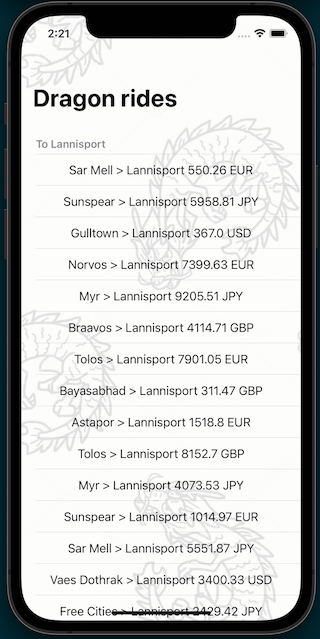 2:21
Dragon rides
To Lannisport
Sar Mell > Lannisport 550.26 EUR
Sunspear > Lannisport 5958.81 JPY
Gulltown > Lannisport 367.0 USD
Norvos > Lannisport 7399.63 EUR
Myr > Lannisport 9205.51 JPY
Braavos > Lannisport 4114.71 GBP
Tolos > Lannisport 7901.05 EUR
Bayasabhad > Lannisport 311.47 GBP
Astapor > Lannisport 1518.8 EUR
Tolos > Lannisport 8152.7 GBP
Myr > Lannisport 4073.53 JPY
Sunspear > Lannisport 1014.97 EUR
Sar Mell > Lannisport 5551.87 JPY
Vaes Dothrak > Lannisport 3400.33 USD
Free Cities > Lannisport 2429.42 JPY